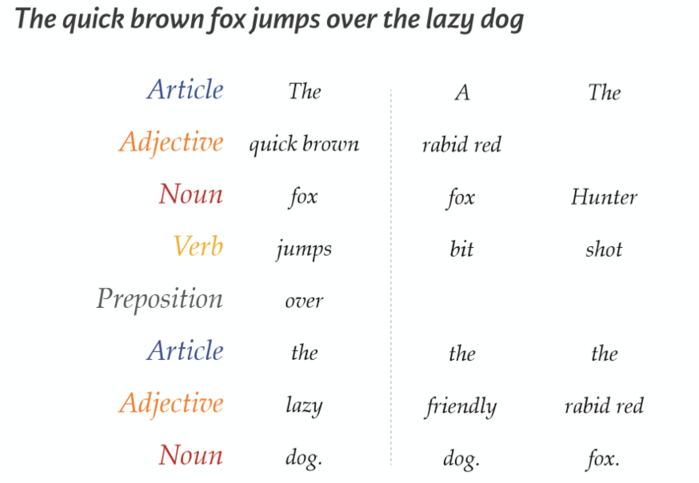 The quick brown fox jumps over the lazy dog
Article The A The
Adjective quick brown rabid red
Noun fox fox Hunter
Verb jumps bit shot
Preposition over
Article the the the
Adjective lazy friendly rabid red
Noun dog. dog. fox.